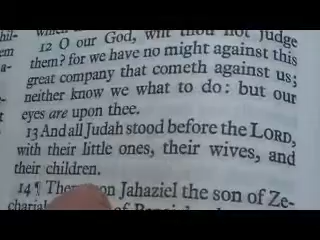 hil-
which
12 O our God, wilt thou not judge
them? for we have no might against this
great company that cometh against us;
neither know we what to do: but our
eyes are upon thee.
13 And all Judah stood before the LORD,
with their little ones, their wives, and
their children.
14 ¶ Then upon Jahaziel the son of Ze-
of